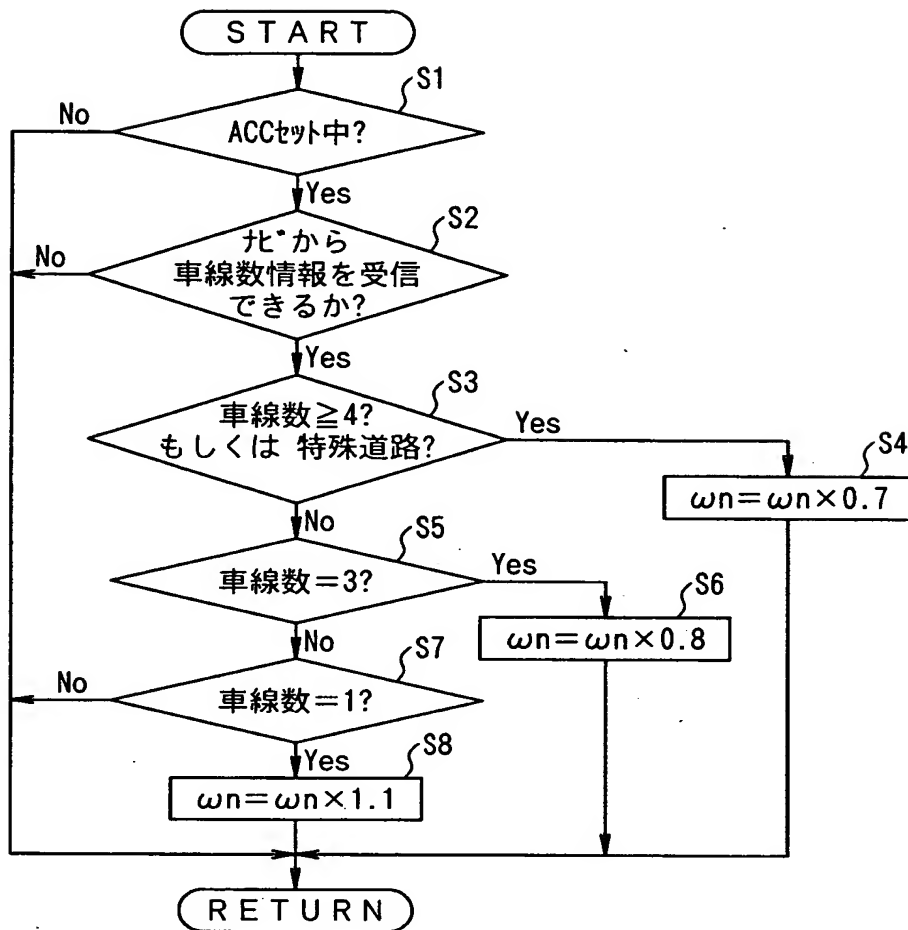 START
S1
No
ACCセット中?
Yes
S2
No
ナビから
車線数情報を受信
できるか?
Yes
S3
車線数≧4?
もしくは 特殊道路?
Yes
S4
ωn=ωn×0.7
No
S5
車線数=3?
Yes
S6
ωn=ωn×0.8
No
S7
No
車線数=1?
Yes
S8
ωn=ωn×1.1
RETURN